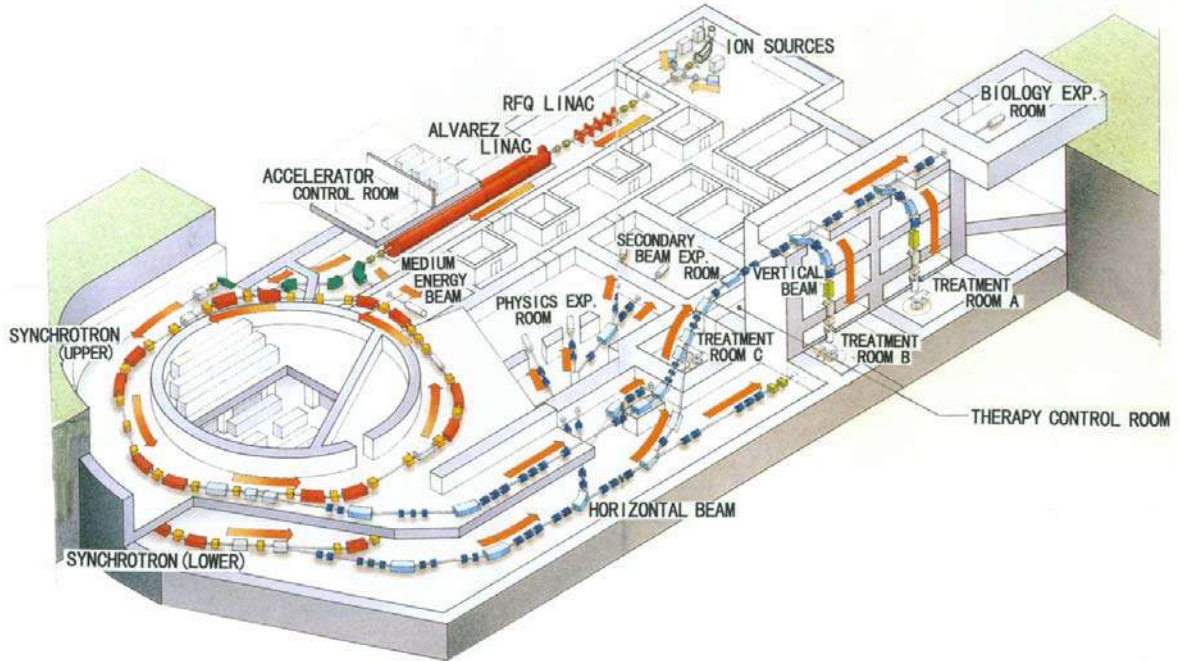 ION SOURCES
RFQ LINAC
BIOLOGY EXP.
ROOM
ALVAREZ
LINAC
ACCELERATOR
CONTROL ROOM
SECONDARY
BEAM EXP.
ROOM
MEDIUM
ENERGY
BEAM
VERTICAL
BEAM
TREATMENT
ROOM A
PHYSICS EXP.
ROOM
SYNCHROTRON
(UPPER)
TREATMENT
ROOM C
TREATMENT
ROOM B
THERAPY CONTROL ROOM
HORIZONTAL BEAM
SYNCHROTRON (LOWER)